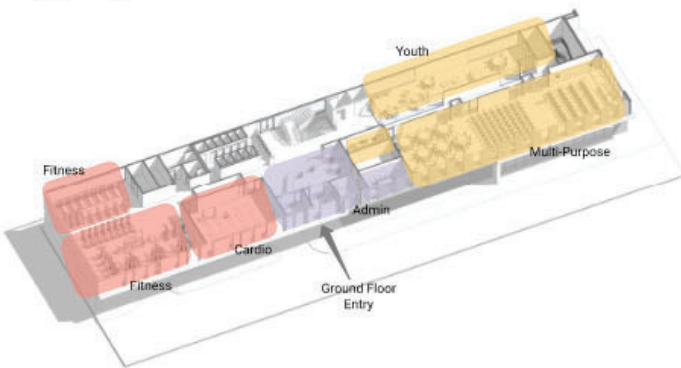 Youth
Multi-Purpose
Fitness
Admin
Cardio
Fitness
Ground Floor
Entry